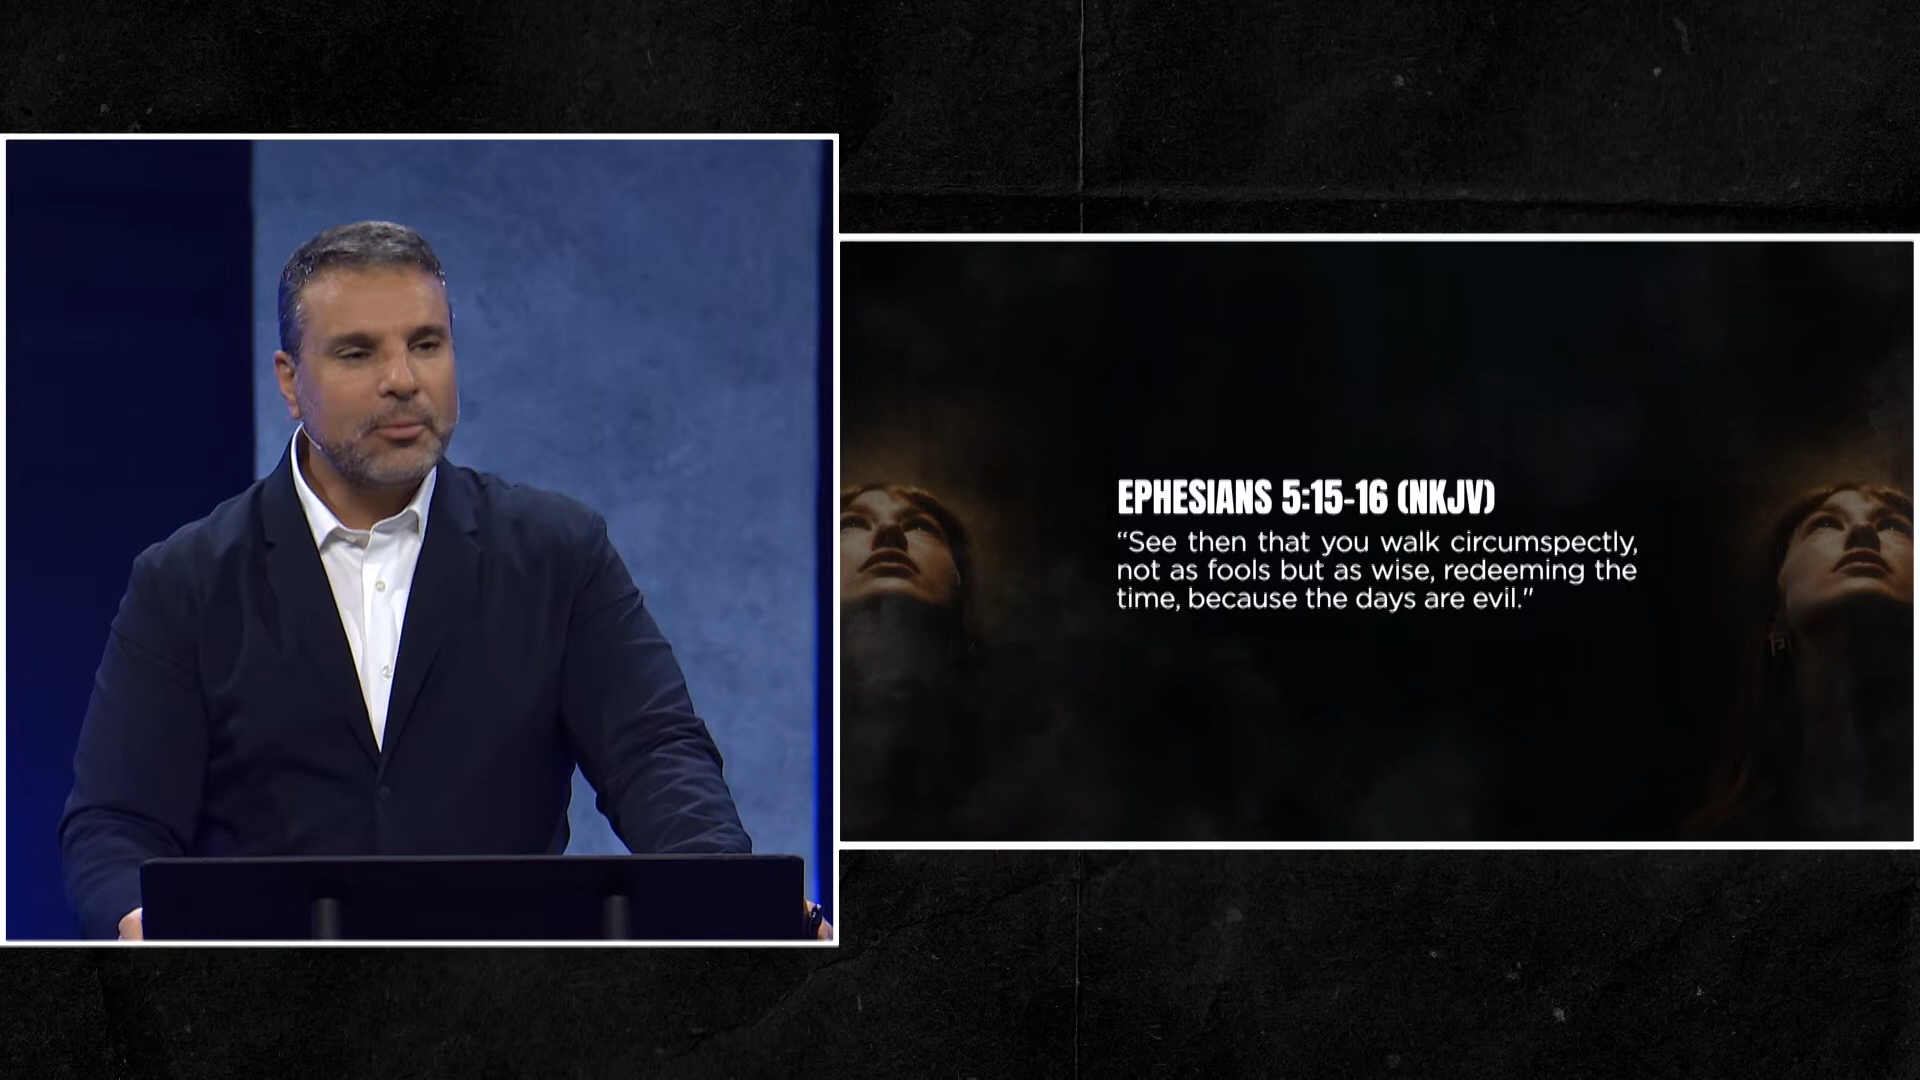 EPHESIANS 5:15-16 (NKJV)
“See then that you walk circumspectly,
not as fools but as wise, redeeming the
time, because the days are evil.”